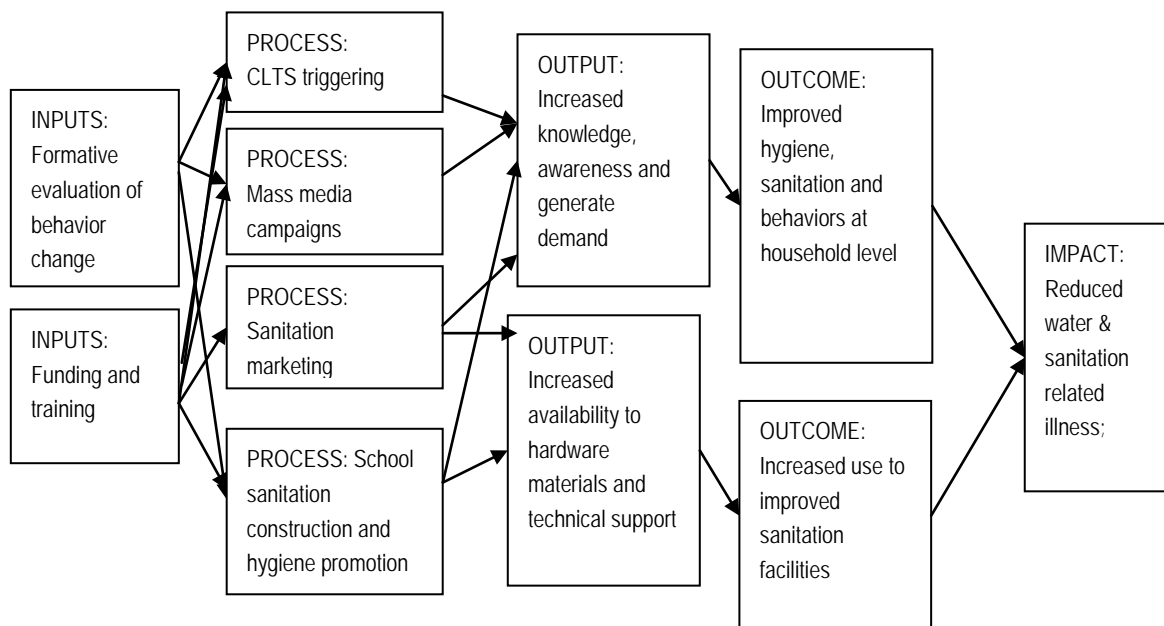 INPUTS:
Formative
evaluation of
behavior
change
INPUTS:
Funding and
training
PROCESS:
CLTS triggering
PROCESS:
Mass media
campaigns
PROCESS:
Sanitation
marketing
PROCESS: School
sanitation
construction and
hygiene promotion
OUTPUT:
Increased
knowledge,
awareness and
generate
demand
OUTPUT:
Increased
availability to
hardware
materials and
technical support
OUTCOME:
Improved
hygiene,
sanitation and
behaviors at
household level
OUTCOME:
Increased use to
improved
sanitation
facilities
IMPACT:
Reduced
water &
sanitation
related
illness;